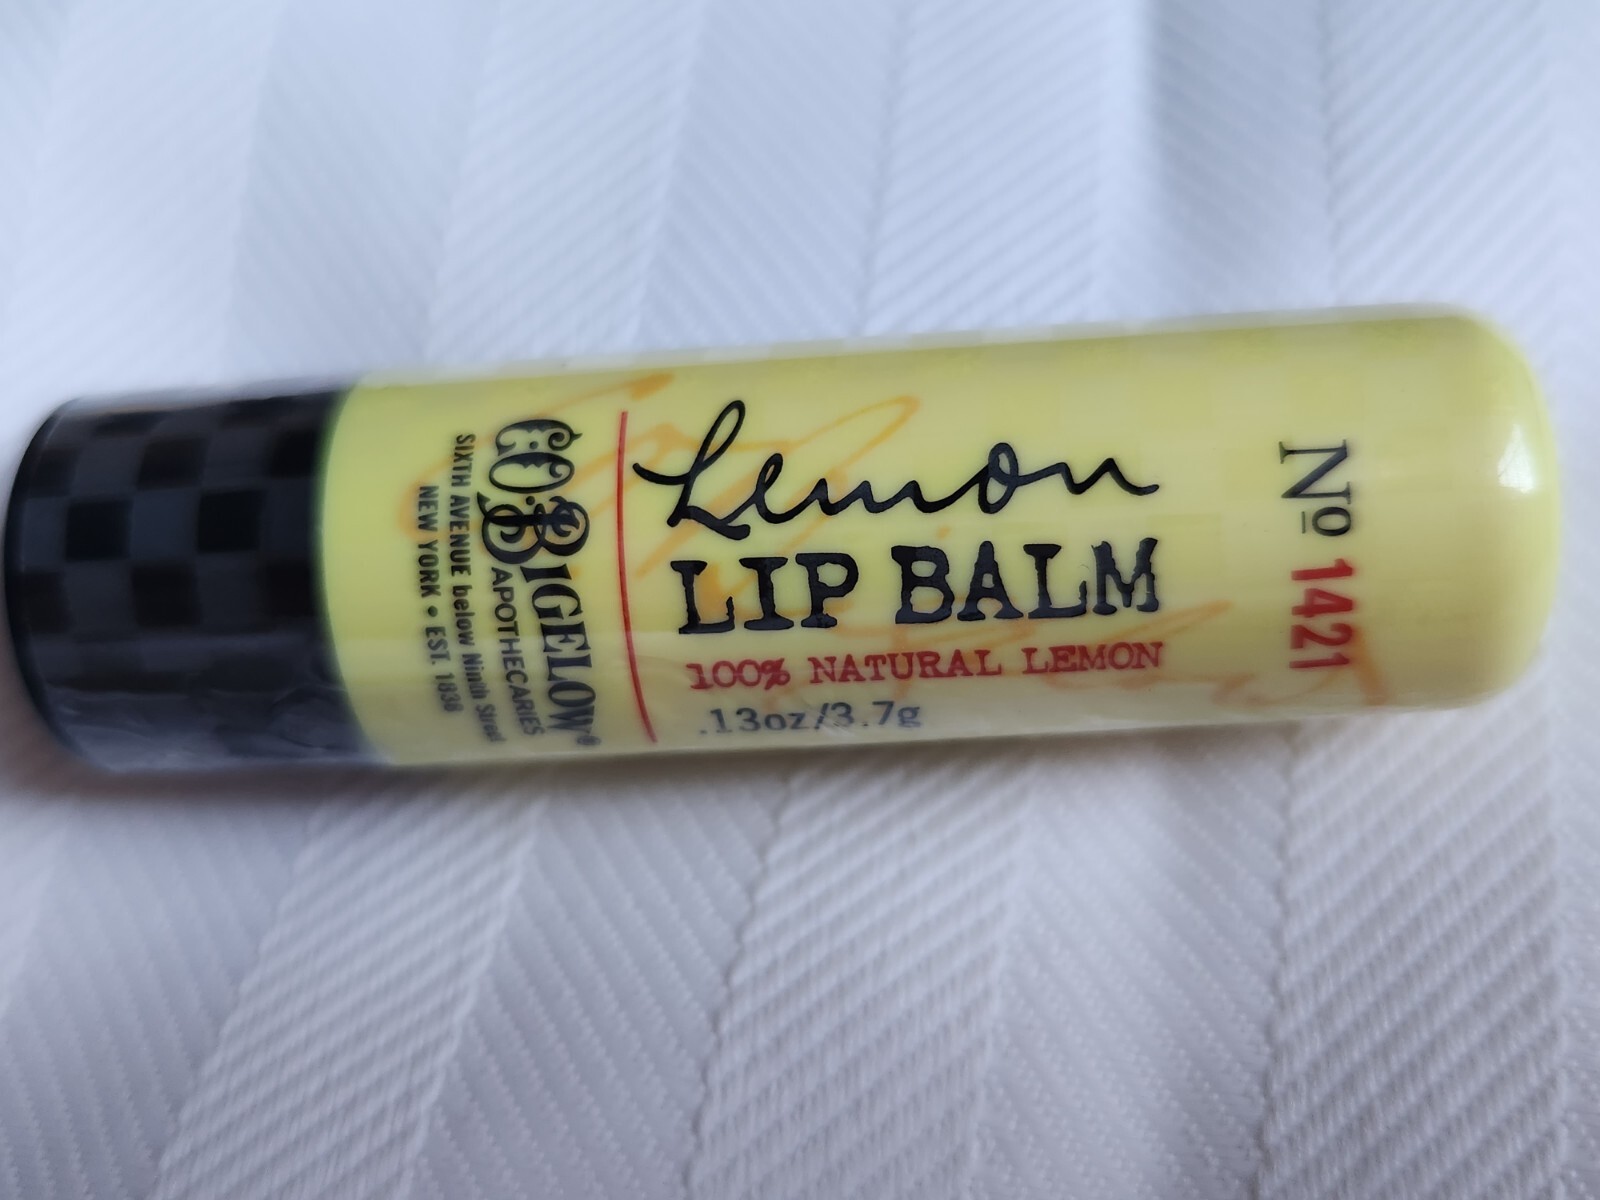 Lemon
LIP BALM
100% NATURAL LEMON
.13oz/3.7g
Nº 1421
C.O. BIGELOW®
APOTHECARIES
SIXTH AVENUE below Ninth Street
NEW YORK • EST. 1838